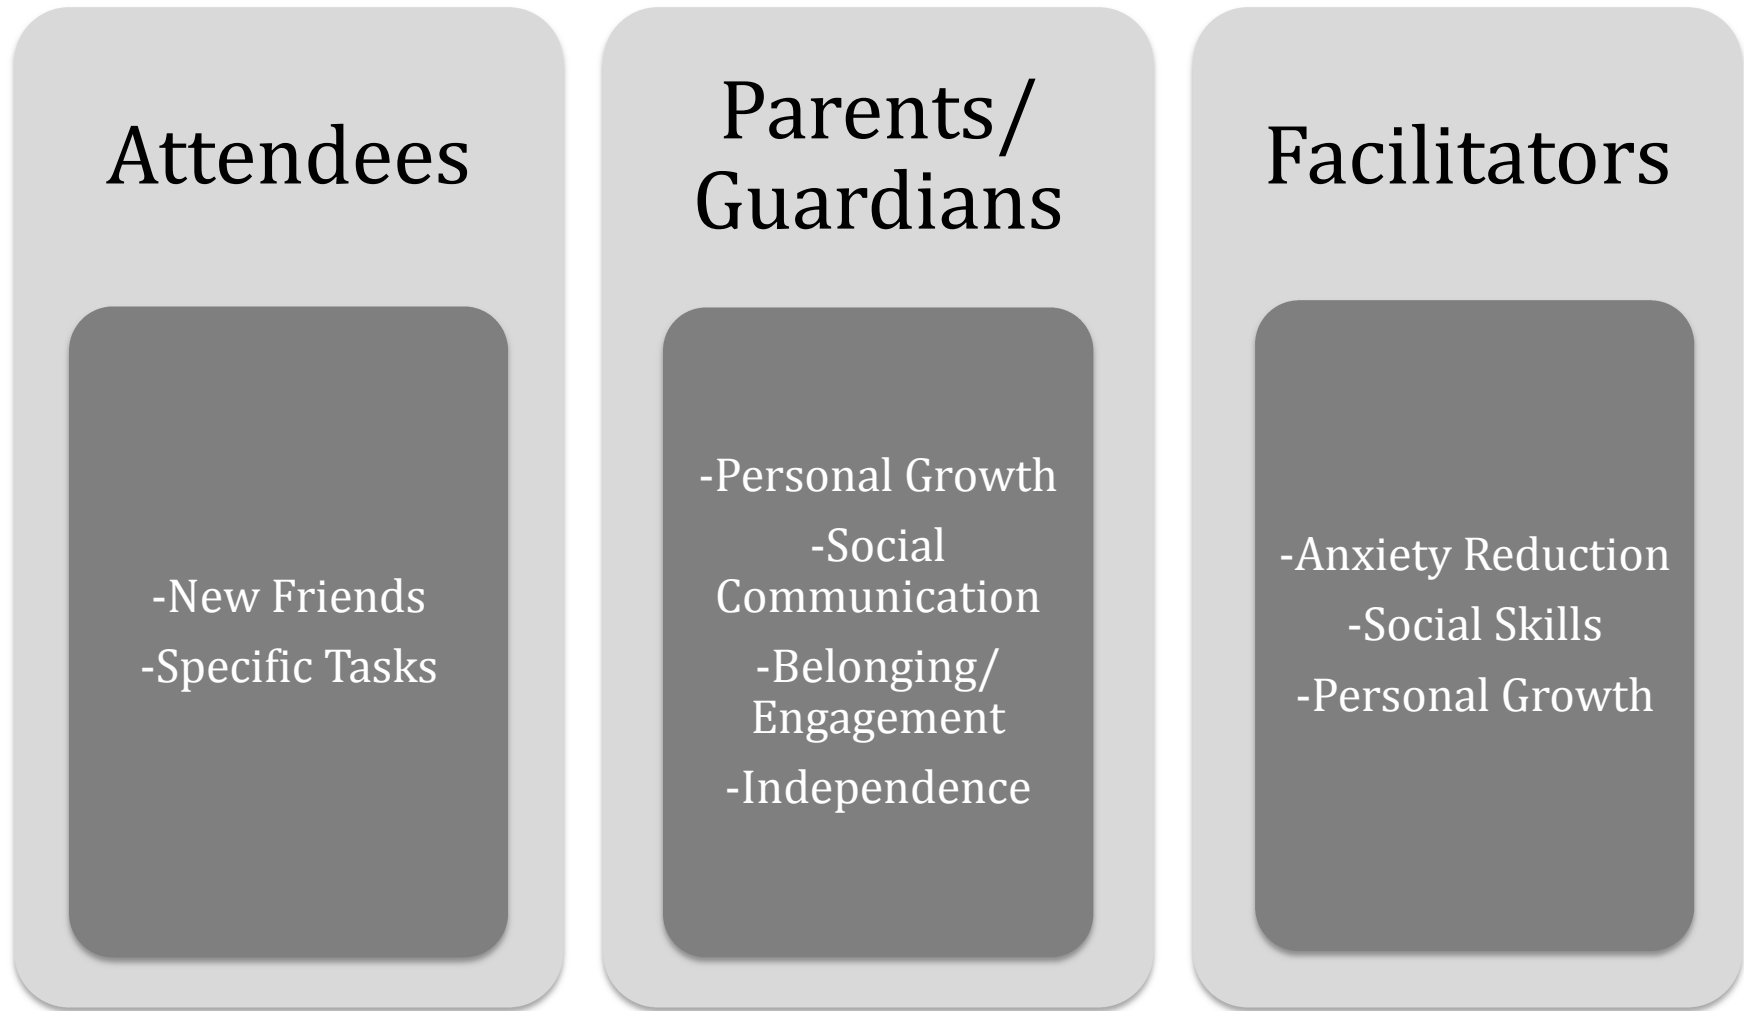 Attendees
-New Friends
-Specific Tasks
Parents/
Guardians
-Personal Growth
-Social
Communication
-Belonging/
Engagement
-Independence
Facilitators
-Anxiety Reduction
-Social Skills
-Personal Growth